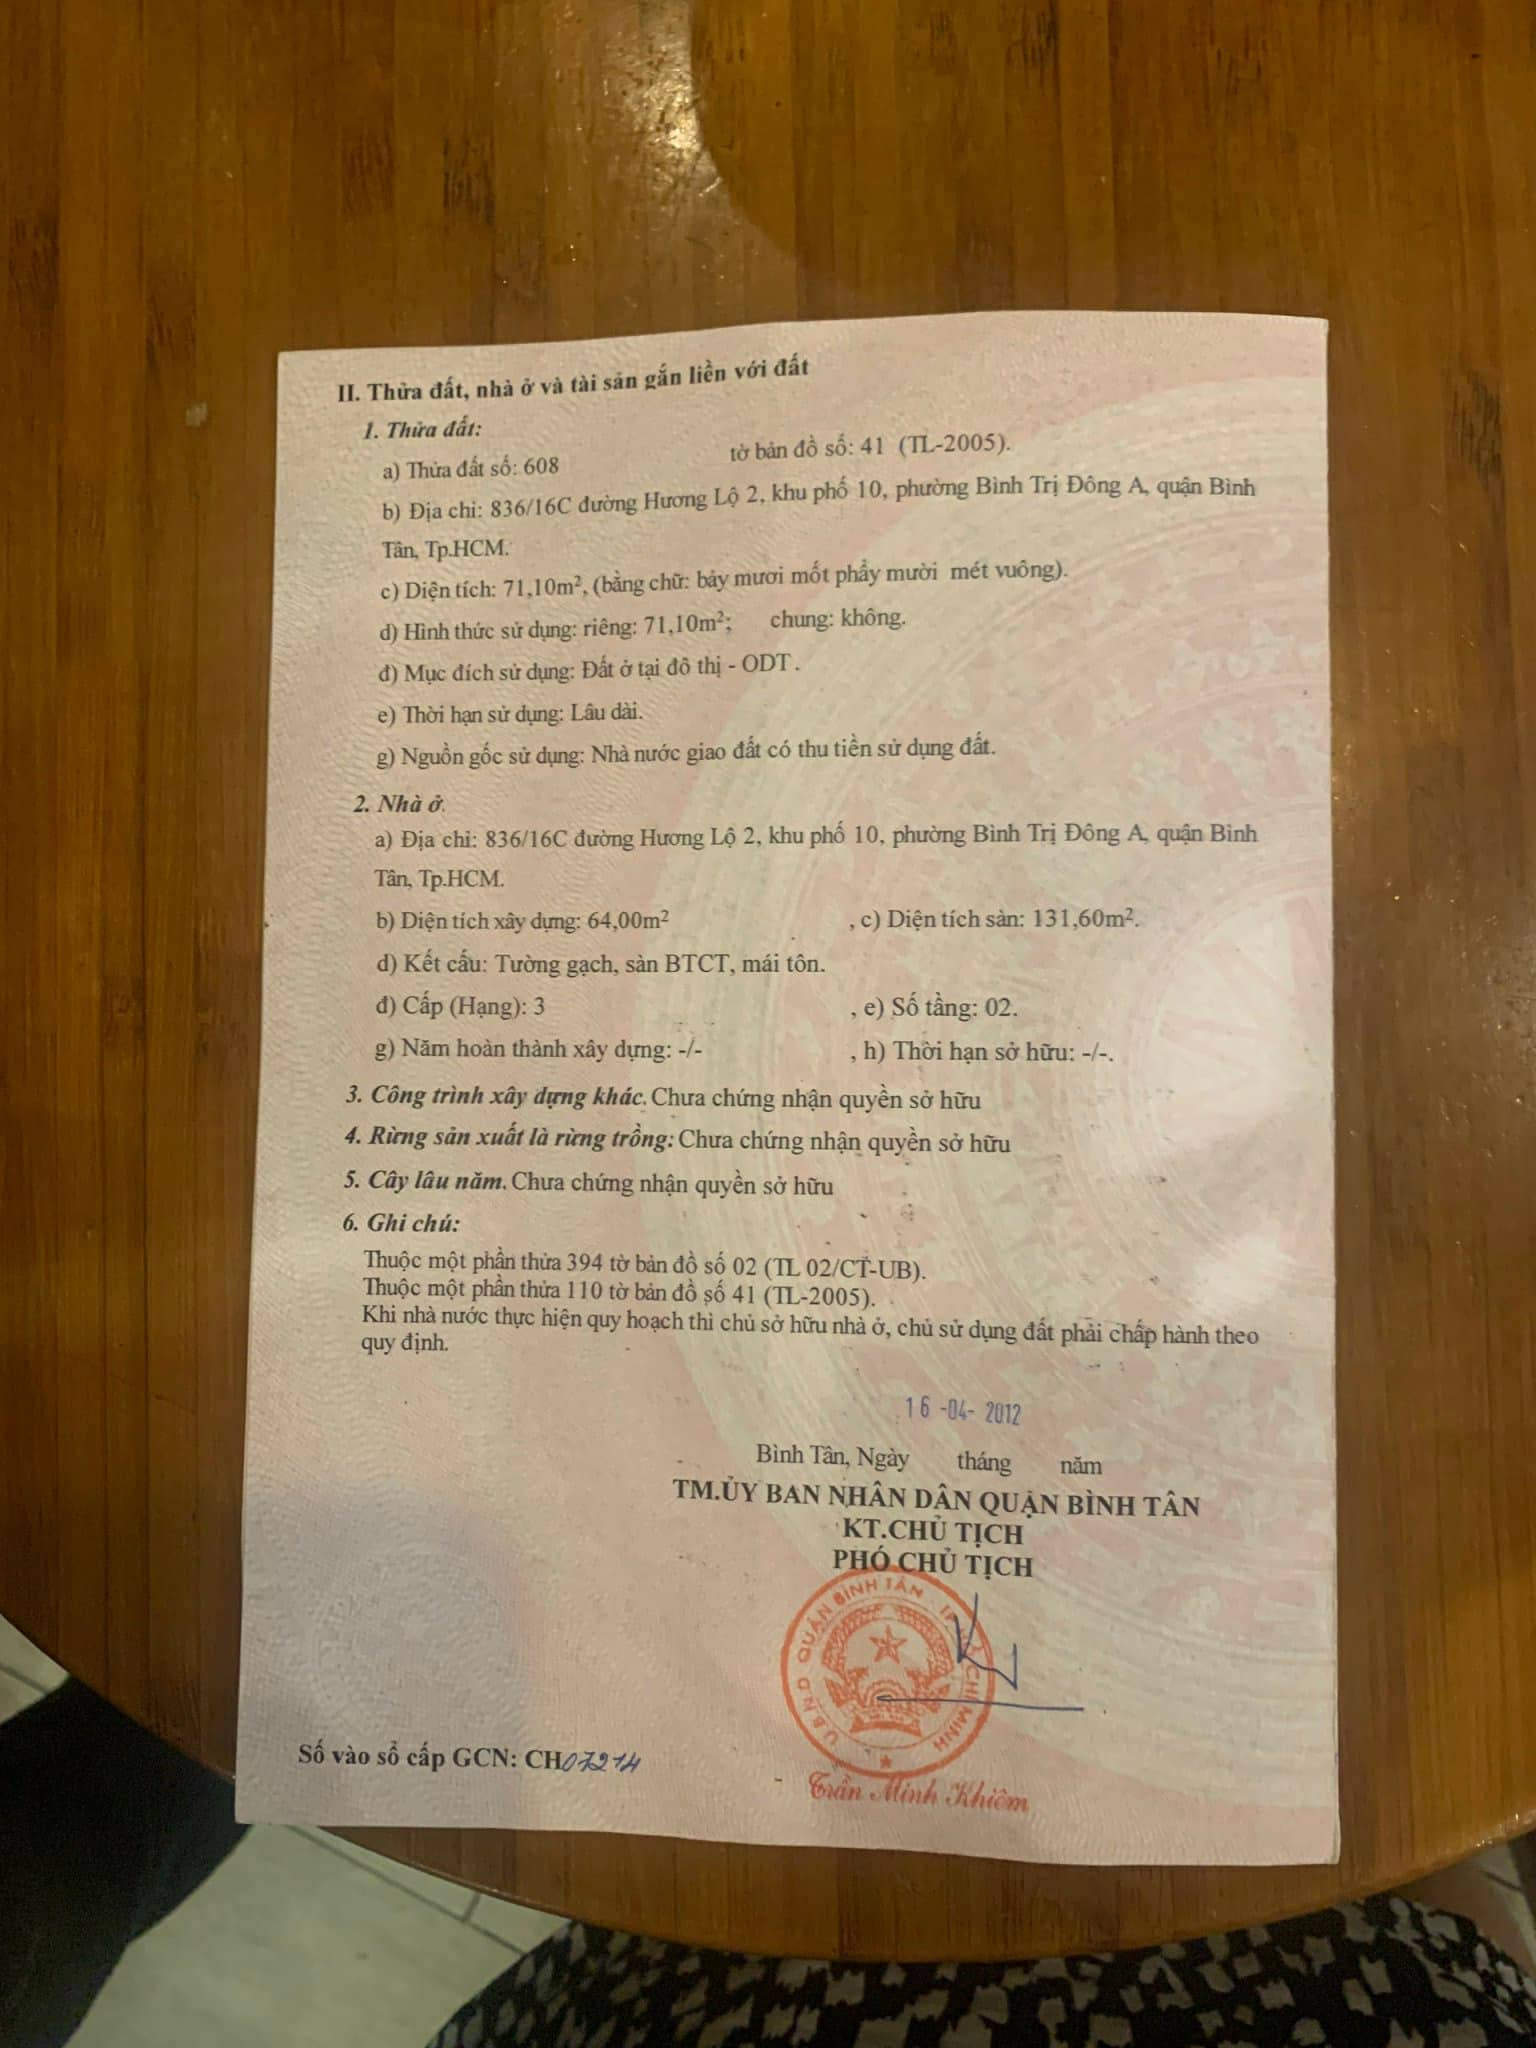 II. Thửa đất, nhà ở và tài sản gắn liền với đất
1. Thửa đất:
a) Thửa đất số: 608 tờ bản đồ số: 41 (TL-2005).
b) Địa chỉ: 836/16C đường Hương Lộ 2, khu phố 10, phường Bình Trị Đông A, quận Bình
Tân, Tp.HCM.
c) Diện tích: 71,10m², (bằng chữ: bảy mươi mốt phẩy mười mét vuông).
d) Hình thức sử dụng: riêng: 71,10m²; chung: không.
đ) Mục đích sử dụng: Đất ở tại đô thị - ODT .
e) Thời hạn sử dụng: Lâu dài.
g) Nguồn gốc sử dụng: Nhà nước giao đất có thu tiền sử dụng đất.
2. Nhà ở.
a) Địa chỉ: 836/16C đường Hương Lộ 2, khu phố 10, phường Bình Trị Đông A, quận Bình
Tân, Tp.HCM.
b) Diện tích xây dựng: 64,00m² , c) Diện tích sàn: 131,60m².
d) Kết cấu: Tường gạch, sàn BTCT, mái tôn.
đ) Cấp (Hạng): 3 , e) Số tầng: 02.
g) Năm hoàn thành xây dựng: -/- , h) Thời hạn sở hữu: -/-.
3. Công trình xây dựng khác. Chưa chứng nhận quyền sở hữu
4. Rừng sản xuất là rừng trồng: Chưa chứng nhận quyền sở hữu
5. Cây lâu năm. Chưa chứng nhận quyền sở hữu
6. Ghi chú:
Thuộc một phần thửa 394 tờ bản đồ số 02 (TL 02/CT-UB).
Thuộc một phần thửa 110 tờ bản đồ số 41 (TL-2005).
Khi nhà nước thực hiện quy hoạch thì chủ sở hữu nhà ở, chủ sử dụng đất phải chấp hành theo
quy định.
16 -04- 2012
Bình Tân, Ngày tháng năm
TM.ỦY BAN NHÂN DÂN QUẬN BÌNH TÂN
KT.CHỦ TỊCH
PHÓ CHỦ TỊCH
U.B.N.D QUẬN BÌNH TÂN CHÍ MINH
Số vào sổ cấp GCN: CH07214
Trần Minh Khiêm